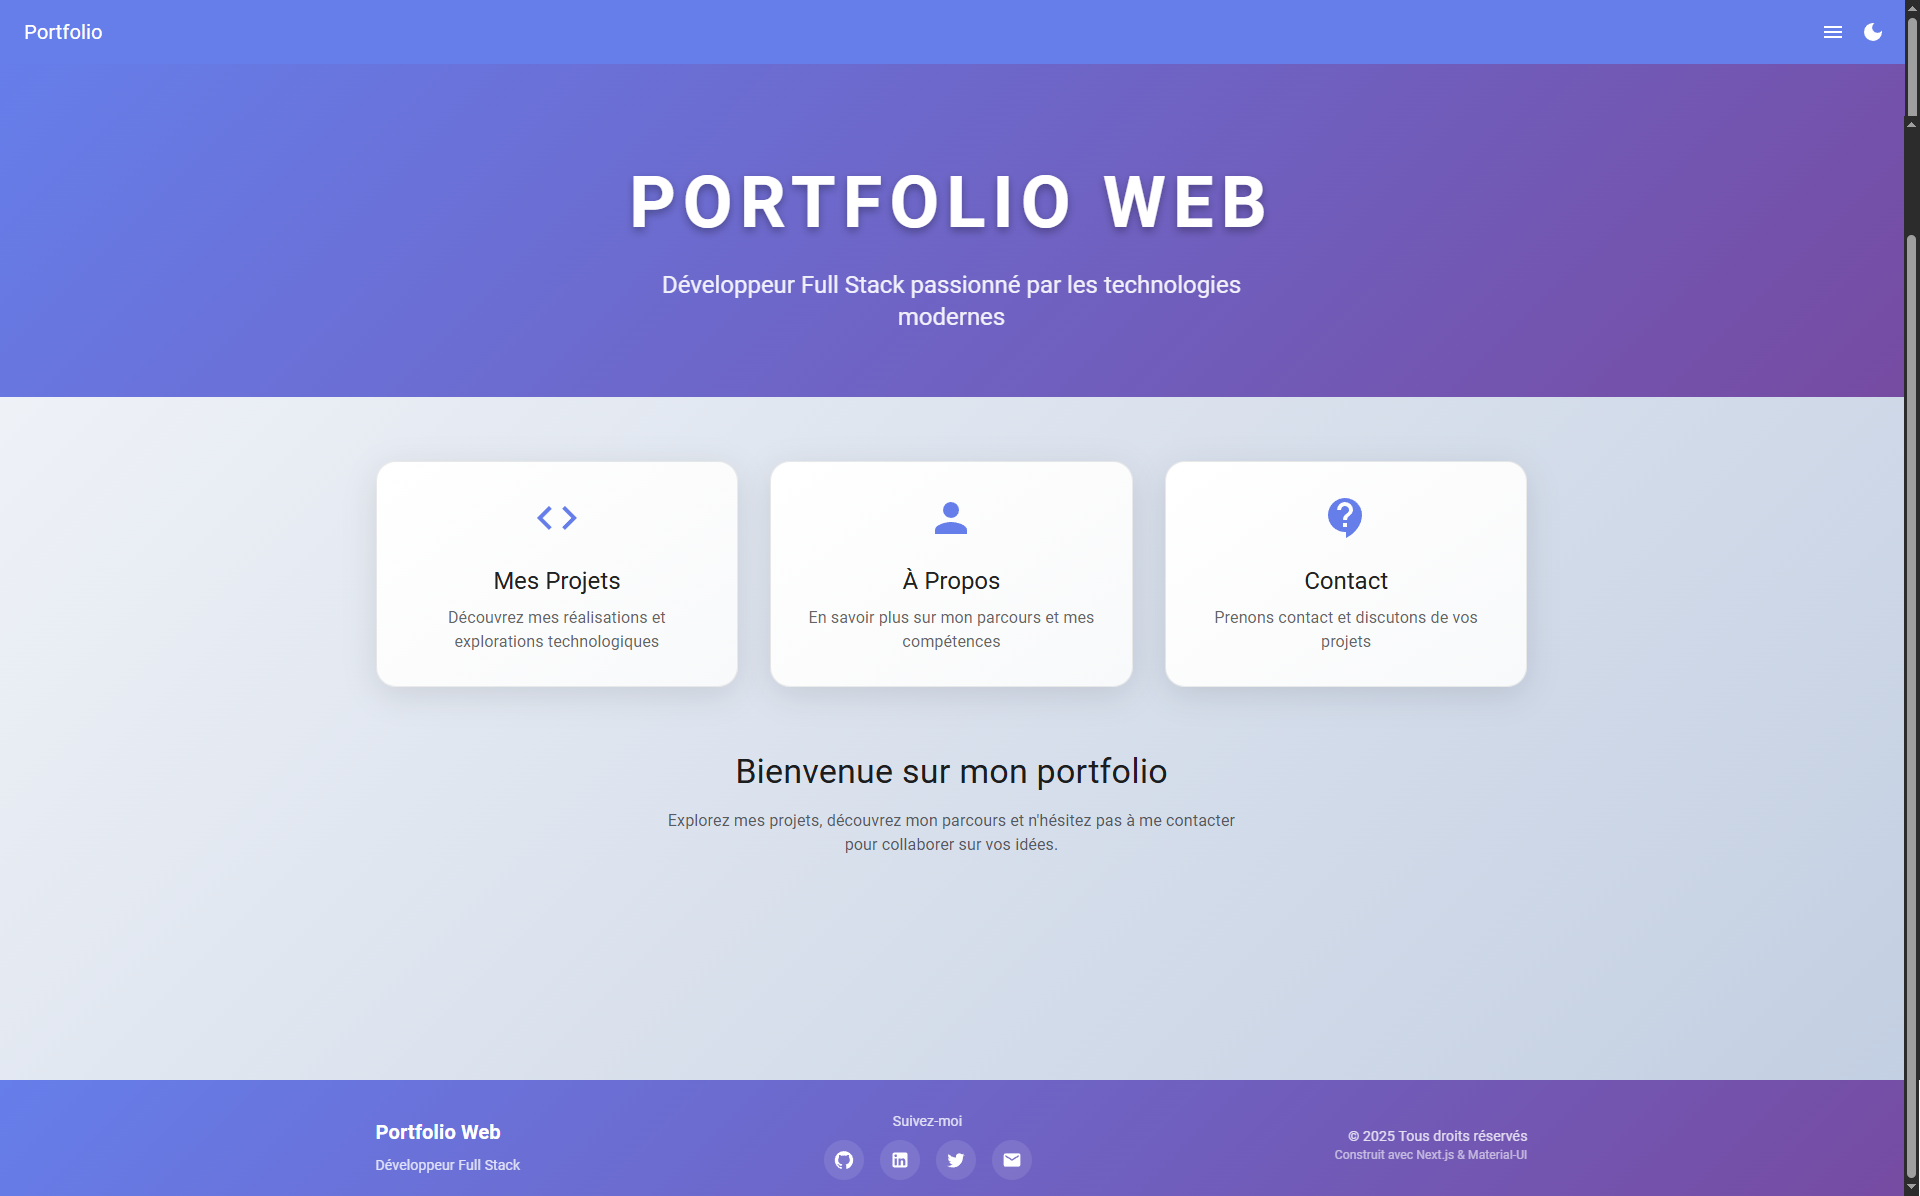 Portfolio
PORTFOLIO WEB
Développeur Full Stack passionné par les technologies
modernes
Mes Projets
Découvrez mes réalisations et
explorations technologiques
À Propos
En savoir plus sur mon parcours et mes
compétences
Contact
Prenons contact et discutons de vos
projets
Bienvenue sur mon portfolio
Explorez mes projets, découvrez mon parcours et n'hésitez pas à me contacter
pour collaborer sur vos idées.
Portfolio Web
Développeur Full Stack
Suivez-moi
© 2025 Tous droits réservés
Construit avec Next.js & Material-UI